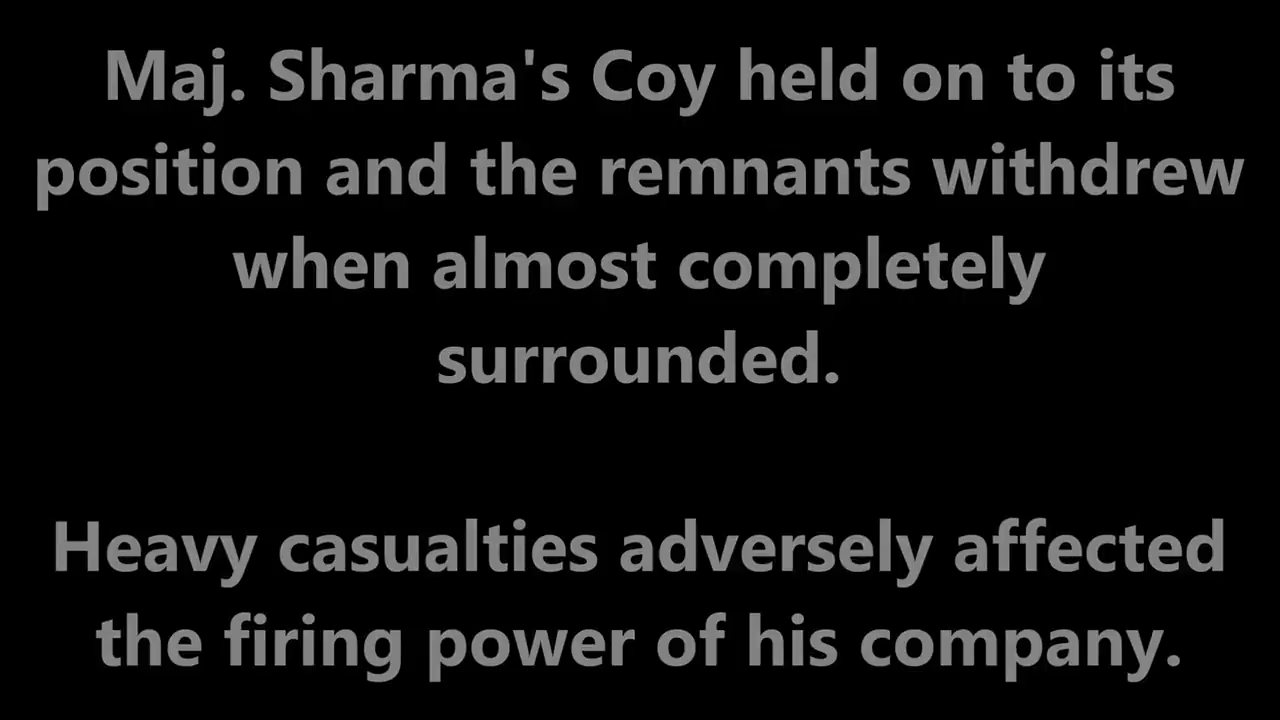 Maj. Sharma's Coy held on to its
position and the remnants withdrew
when almost completely
surrounded.
Heavy casualties adversely affected
the firing power of his company.